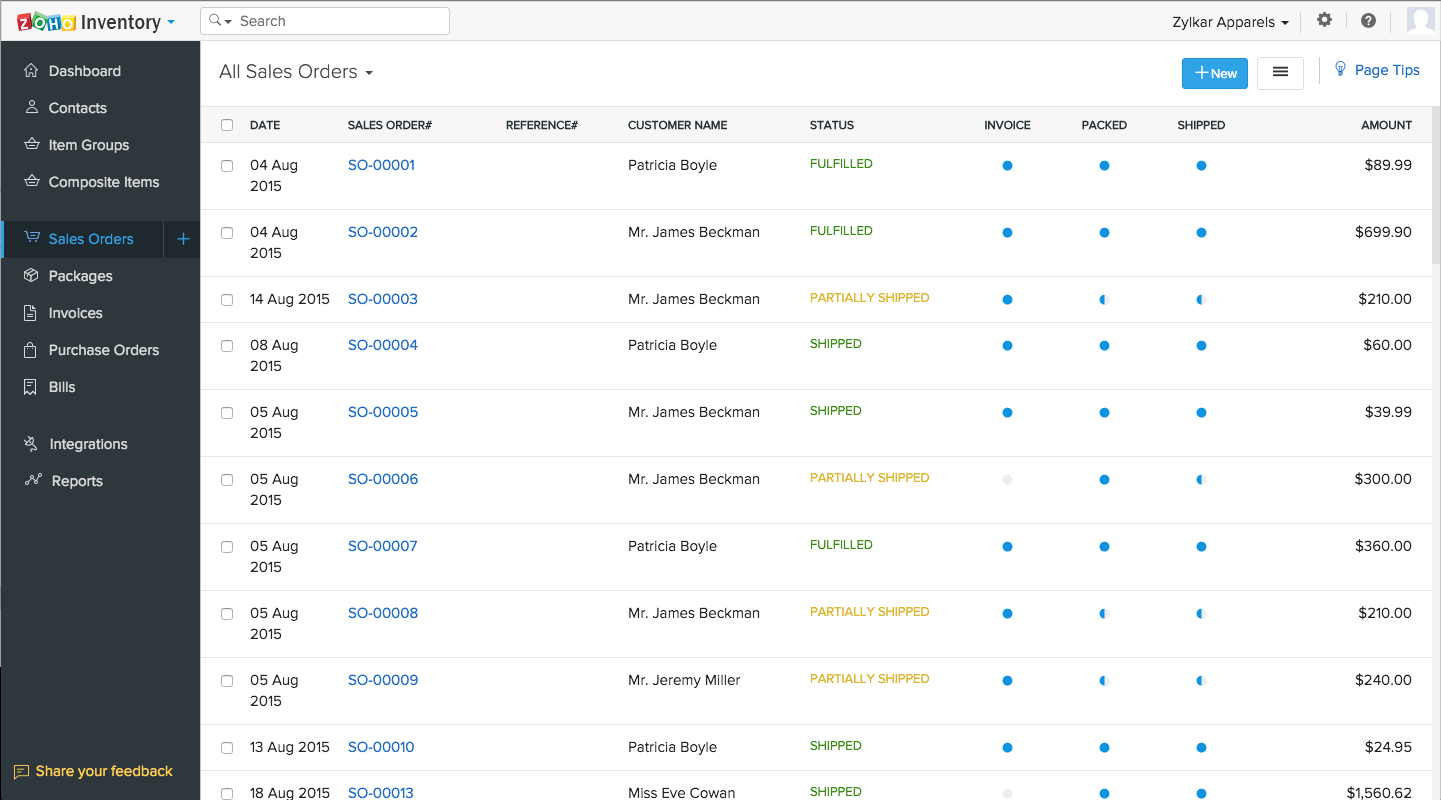 ZOHO Inventory Search Zylkar Apparels
Dashboard
Contacts
Item Groups
Composite Items
Sales Orders +
Packages
Invoices
Purchase Orders
Bills
Integrations
Reports
Share your feedback
All Sales Orders + New Page Tips
DATE SALES ORDER# REFERENCE# CUSTOMER NAME STATUS INVOICE PACKED SHIPPED AMOUNT
04 Aug SO-00001 Patricia Boyle FULFILLED $89.99
2015
04 Aug SO-00002 Mr. James Beckman FULFILLED $699.90
2015
14 Aug 2015 SO-00003 Mr. James Beckman PARTIALLY SHIPPED $210.00
08 Aug SO-00004 Patricia Boyle SHIPPED $60.00
2015
05 Aug SO-00005 Mr. James Beckman SHIPPED $39.99
2015
05 Aug SO-00006 Mr. James Beckman PARTIALLY SHIPPED $300.00
2015
05 Aug SO-00007 Patricia Boyle FULFILLED $360.00
2015
05 Aug SO-00008 Mr. James Beckman PARTIALLY SHIPPED $210.00
2015
05 Aug SO-00009 Mr. Jeremy Miller PARTIALLY SHIPPED $240.00
2015
13 Aug 2015 SO-00010 Patricia Boyle SHIPPED $24.95
18 Aug 2015 SO-00013 Miss Eve Cowan SHIPPED $1,560.62